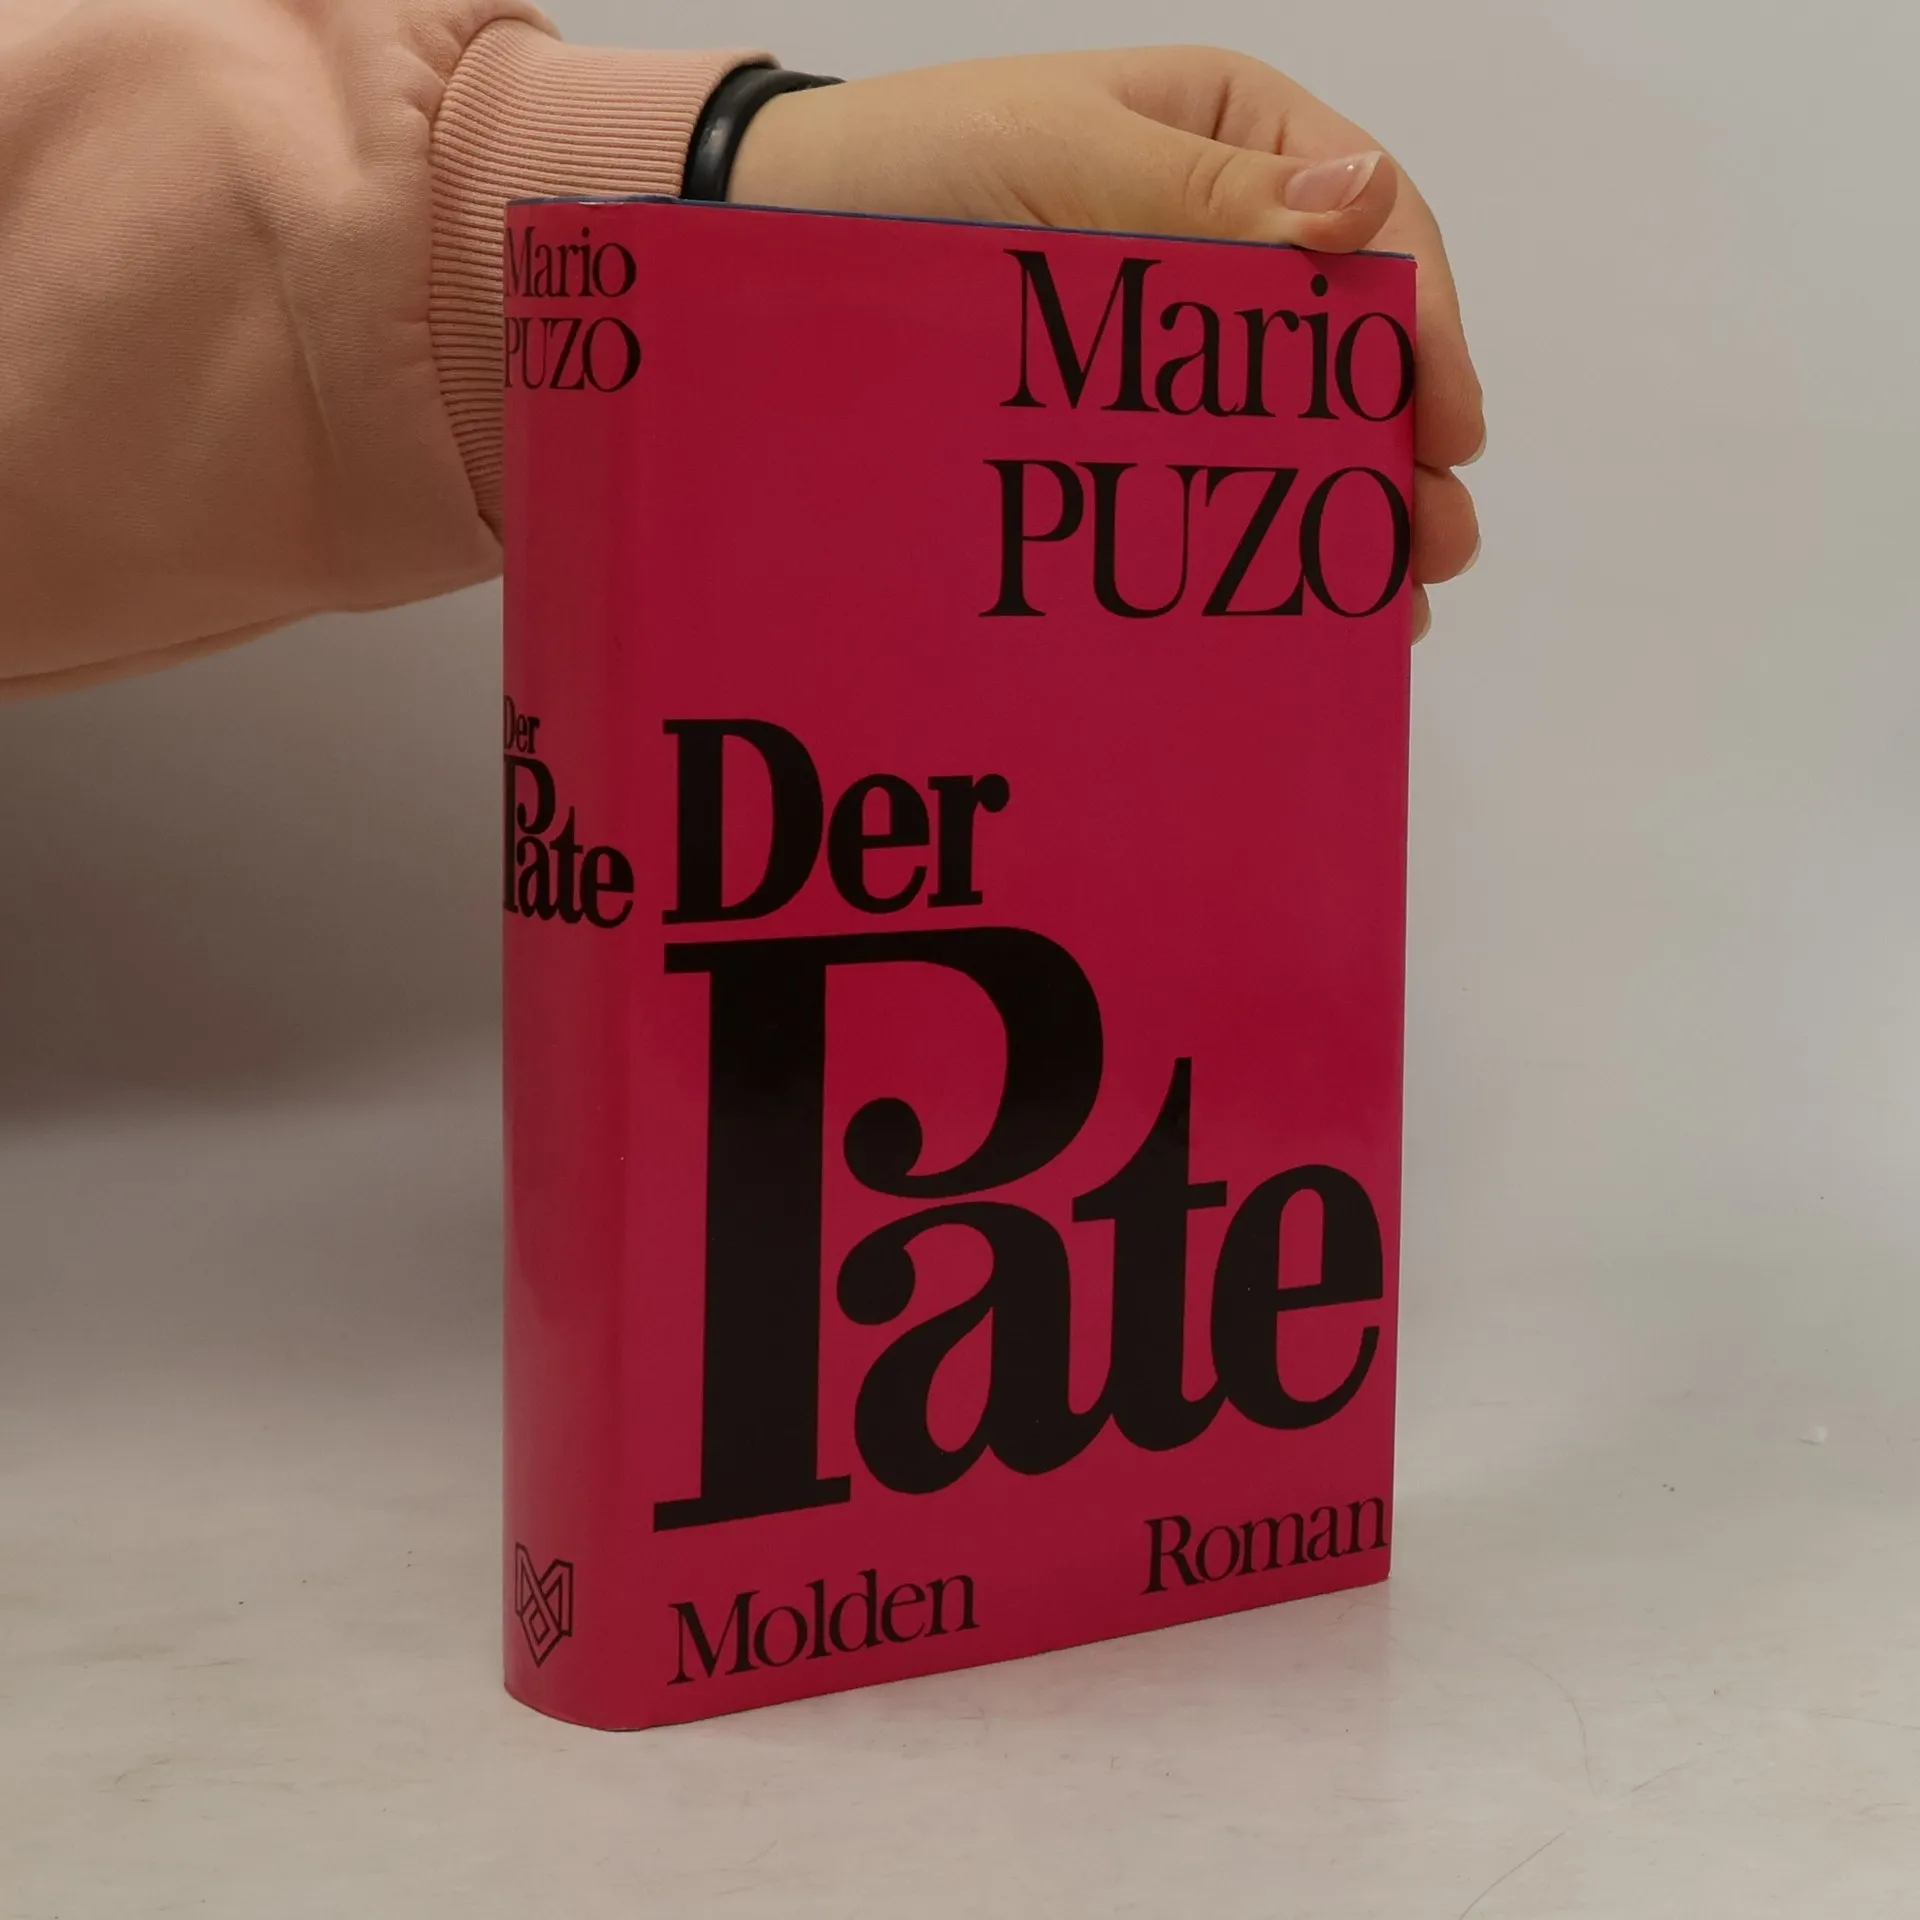 Mario
PUZO
Der
Pate
Mario
PUZO
Der
Pate
Molden
Roman